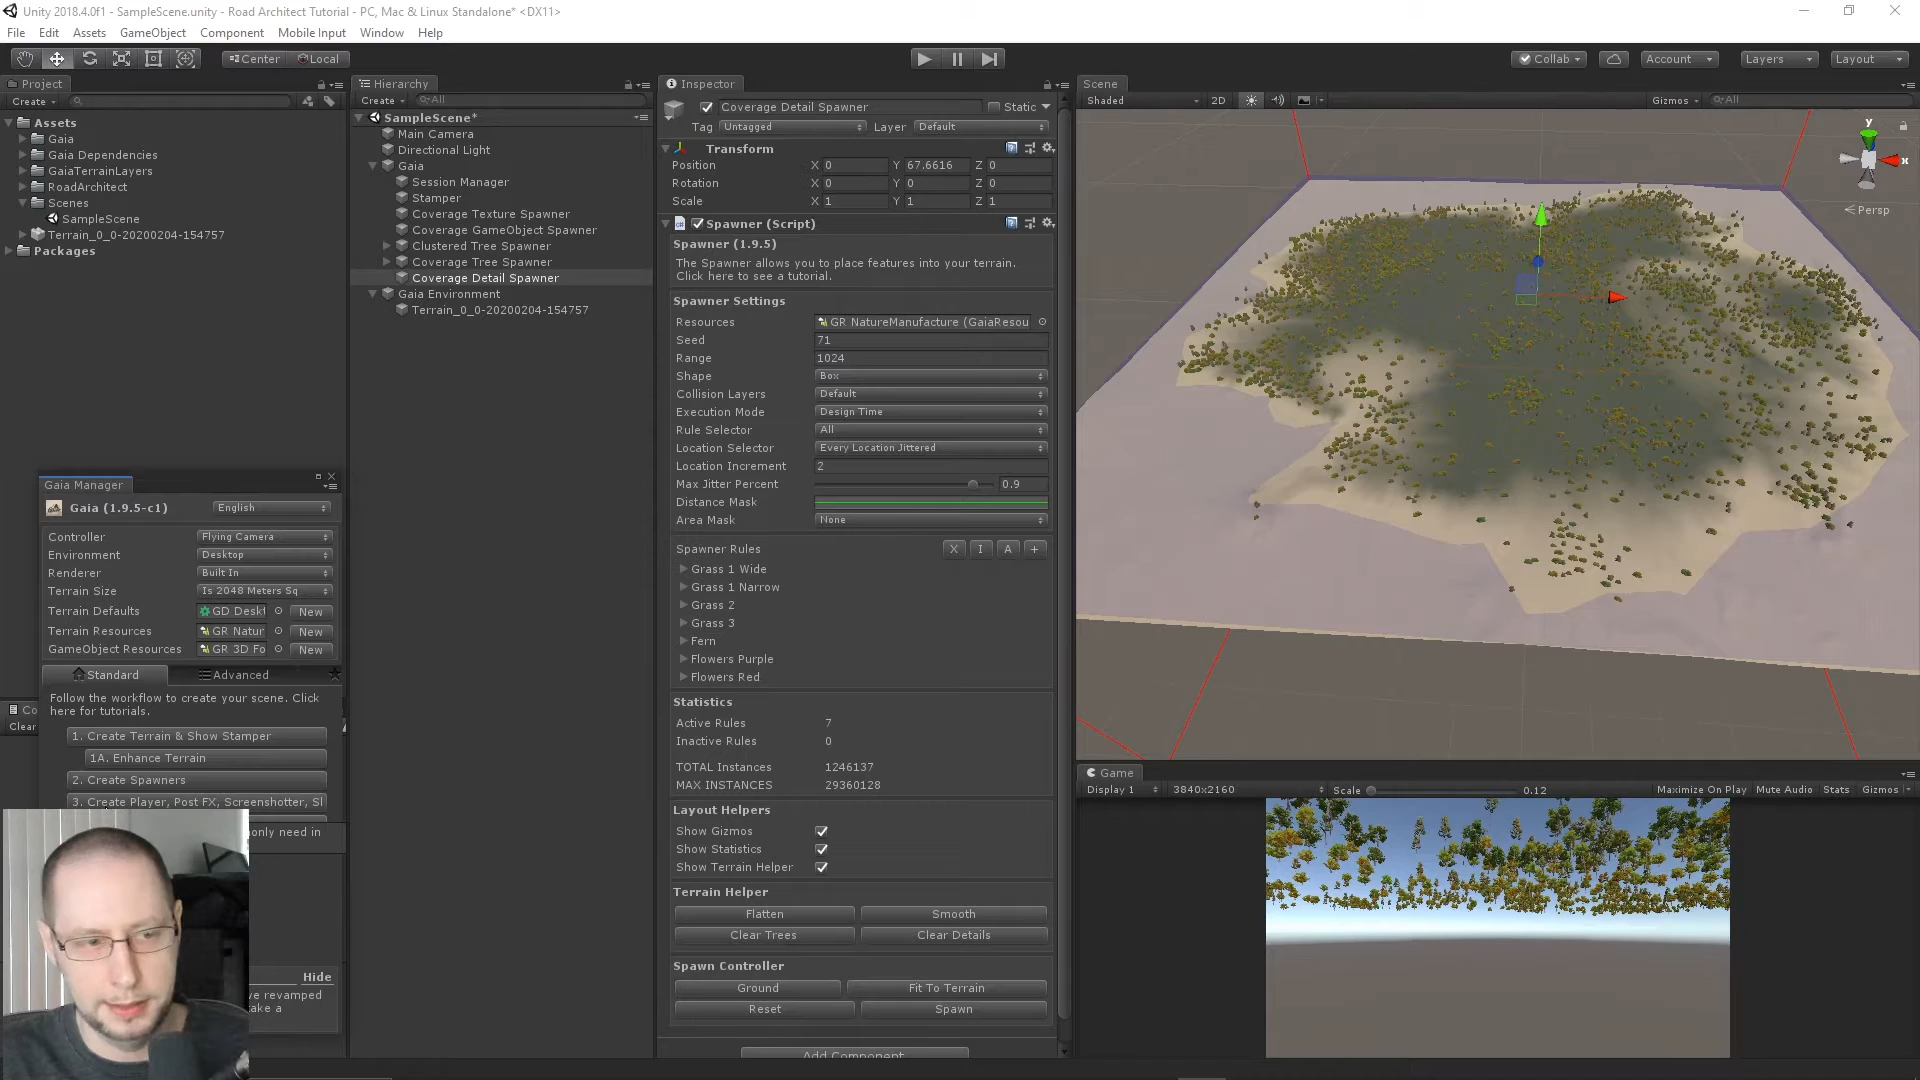 Unity 2018.4.0f1 - SampleScene.unity - Road Architect Tutorial - PC, Mac & Linux Standalone* <DX11>
File Edit Assets GameObject Component Mobile Input Window Help
Center Local Collab Account Layers Layout
Project
Create
Assets
Gaia
Gaia Dependencies
GaiaTerrainLayers
RoadArchitect
Scenes
SampleScene
Terrain_0_0-20200204-154757
Packages
Hierarchy
Create All
SampleScene*
Main Camera
Directional Light
Gaia
Session Manager
Stamper
Coverage Texture Spawner
Coverage GameObject Spawner
Clustered Tree Spawner
Coverage Tree Spawner
Coverage Detail Spawner
Gaia Environment
Terrain_0_0-20200204-154757
Gaia Manager
Gaia (1.9.5-c1) English
Controller Flying Camera
Environment Desktop
Renderer Built In
Terrain Size Is 2048 Meters Sq
Terrain Defaults GD Deskt New
Terrain Resources GR Natur New
GameObject Resources GR 3D Fo New
Standard Advanced
Follow the workflow to create your scene. Click
here for tutorials.
1. Create Terrain & Show Stamper
1A. Enhance Terrain
2. Create Spawners
3. Create Player, Post FX, Screenshotter, Sl
Co
Clear
only need in
Hide
ve revamped
take a
Inspector
Coverage Detail Spawner Static
Tag Untagged Layer Default
Transform
Position X 0 Y 67.6616 Z 0
Rotation X 0 Y 0 Z 0
Scale X 1 Y 1 Z 1
Spawner (Script)
Spawner (1.9.5)
The Spawner allows you to place features into your terrain.
Click here to see a tutorial.
Spawner Settings
Resources GR NatureManufacture (GaiaResou
Seed 71
Range 1024
Shape Box
Collision Layers Default
Execution Mode Design Time
Rule Selector All
Location Selector Every Location Jittered
Location Increment 2
Max Jitter Percent 0.9
Distance Mask
Area Mask None
Spawner Rules X I A +
Grass 1 Wide
Grass 1 Narrow
Grass 2
Grass 3
Fern
Flowers Purple
Flowers Red
Statistics
Active Rules 7
Inactive Rules 0
TOTAL Instances 1246137
MAX INSTANCES 29360128
Layout Helpers
Show Gizmos
Show Statistics
Show Terrain Helper
Terrain Helper
Flatten Smooth
Clear Trees Clear Details
Spawn Controller
Ground Fit To Terrain
Reset Spawn
Add Component
Scene
Shaded 2D Gizmos All
y
x
Persp
Game
Display 1 3840x2160 Scale 0.12 Maximize On Play Mute Audio Stats Gizmos